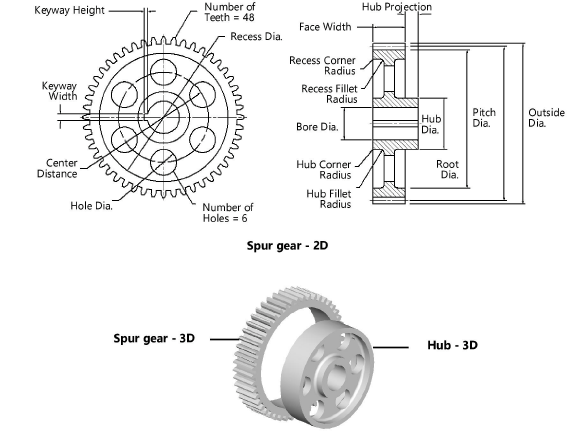 Keyway Height
Number of
Teeth = 48
Recess Dia.
Keyway
Width
Center
Distance
Hole Dia.
Number of
Holes = 6
Hub Projection
Face Width
Recess Corner
Radius
Recess Fillet
Radius
Bore Dia.
Hub
Dia.
Pitch
Dia.
Outside
Dia.
Hub Corner
Radius
Root
Dia.
Hub Fillet
Radius
Spur gear - 2D
Spur gear - 3D
Hub - 3D